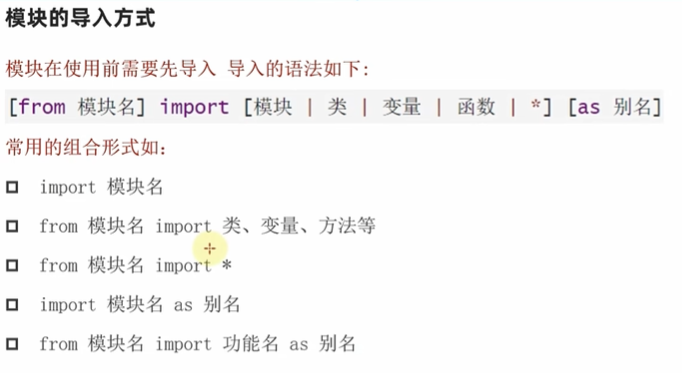 模块的导入方式
模块在使用前需要先导入 导入的语法如下:
[from 模块名] import [模块 | 类 | 变量 | 函数 | *] [as 别名]
常用的组合形式如：
import 模块名
from 模块名 import 类、变量、方法等
from 模块名 import *
import 模块名 as 别名
from 模块名 import 功能名 as 别名